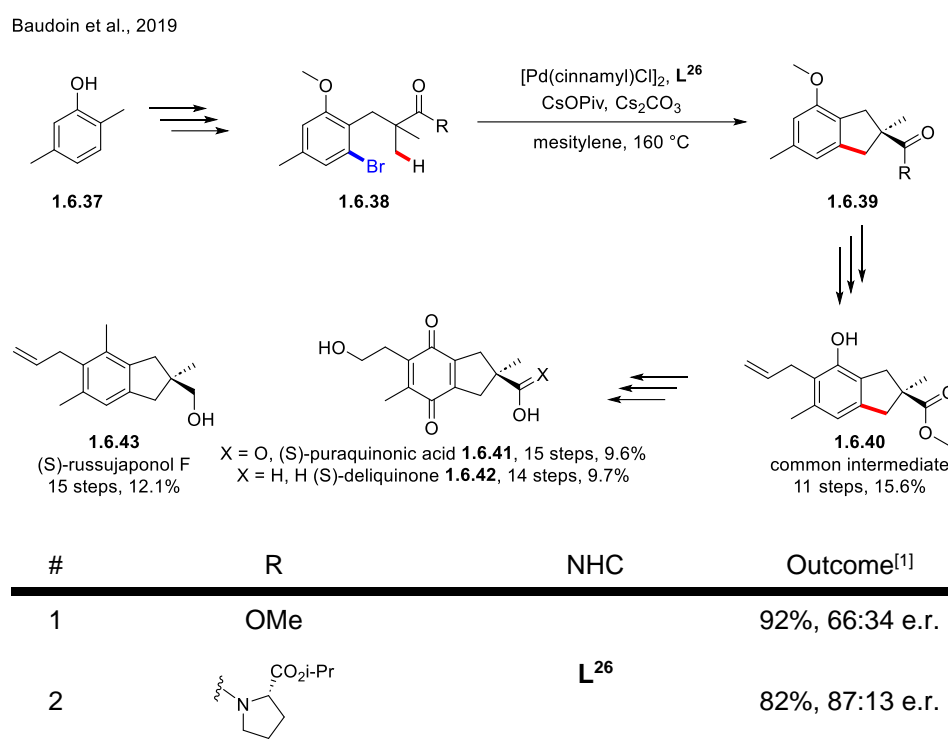 Baudoin et al., 2019
OH
O
O
R
H
Br
[Pd(cinnamyl)Cl]2, L26
CsOPiv, Cs2CO3
mesitylene, 160 °C
O
O
R
1.6.37
1.6.38
1.6.39
OH
HO
O
O
X
OH
OH
O
O
1.6.43
(S)-russujaponol F
15 steps, 12.1%
X = O, (S)-puraquinonic acid 1.6.41, 15 steps, 9.6%
X = H, H (S)-deliquinone 1.6.42, 14 steps, 9.7%
1.6.40
common intermediate
11 steps, 15.6%
# R NHC Outcome[1]
1 OMe 92%, 66:34 e.r.
L26
2 N CO2i-Pr 82%, 87:13 e.r.